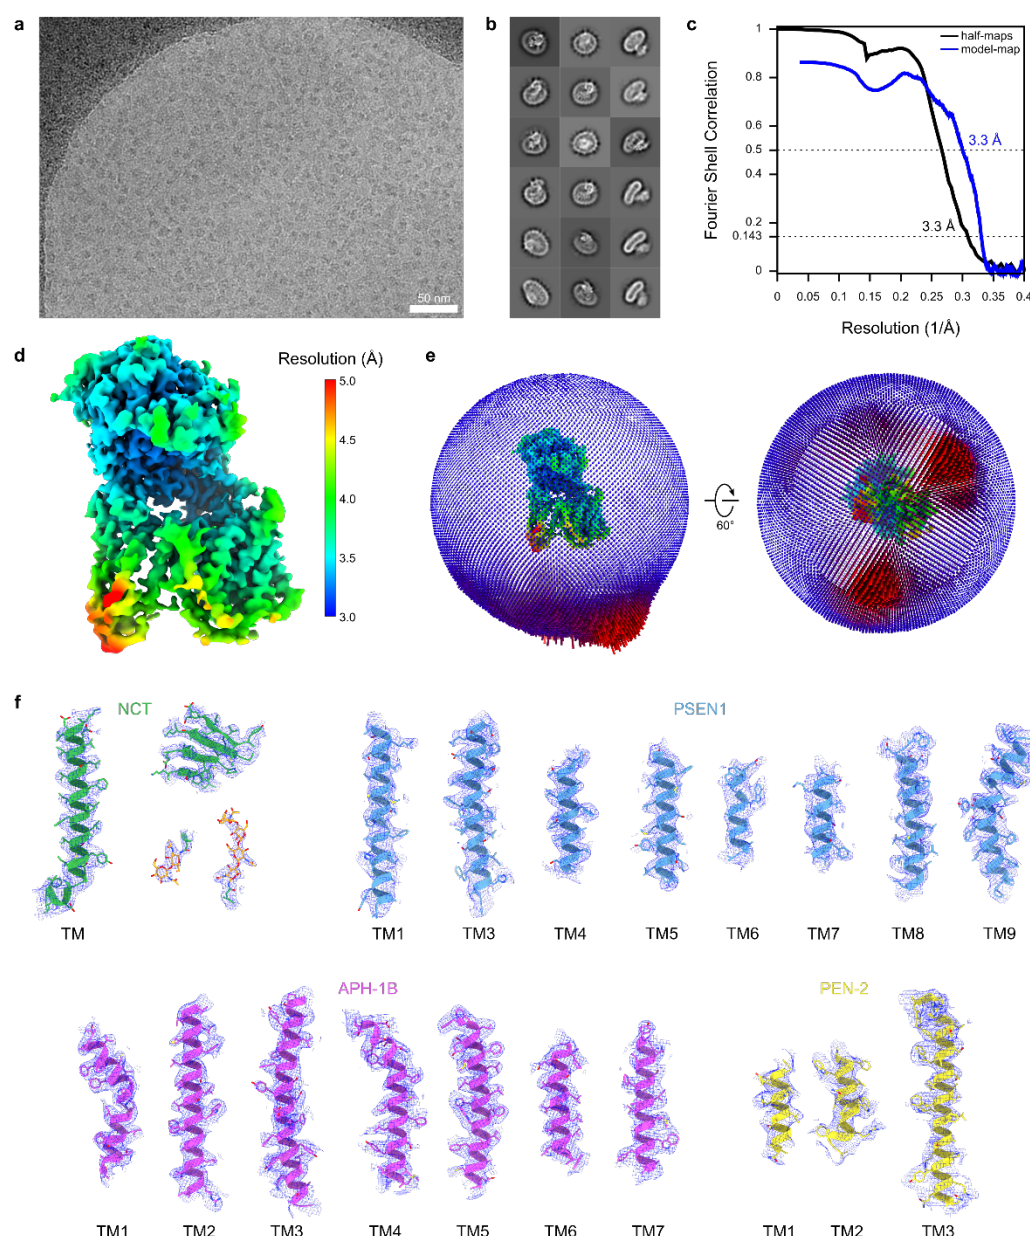 a
50 nm
b
c
half-maps
model-map
Fourier Shell Correlation
1
0.8
0.5
0.4
0.2
0.143
0
3.3 Å
3.3 Å
0 0.05 0.1 0.15 0.2 0.25 0.3 0.35 0.4
Resolution (1/Å)
d
Resolution (Å)
5.0
4.5
4.0
3.5
3.0
e
60°
f
NCT
PSEN1
TM TM1 TM3 TM4 TM5 TM6 TM7 TM8 TM9
APH-1B
PEN-2
TM1 TM2 TM3 TM4 TM5 TM6 TM7 TM1 TM2 TM3